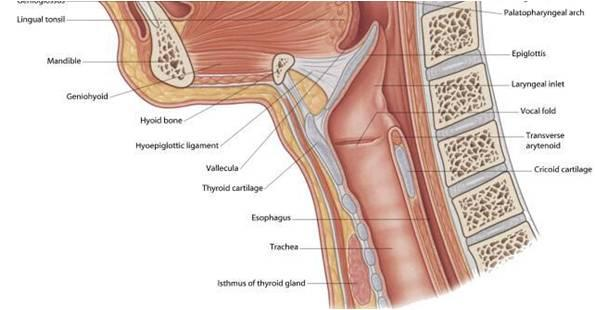 Lingual tonsil
Mandible
Geniohyoid
Hyoid bone
Hyoepiglottic ligament
Vallecula
Thyroid cartilage
Esophagus
Trachea
Isthmus of thyroid gland
Palatopharyngeal arch
Epiglottis
Laryngeal inlet
Vocal fold
Transverse
arytenoid
Cricoid cartilage